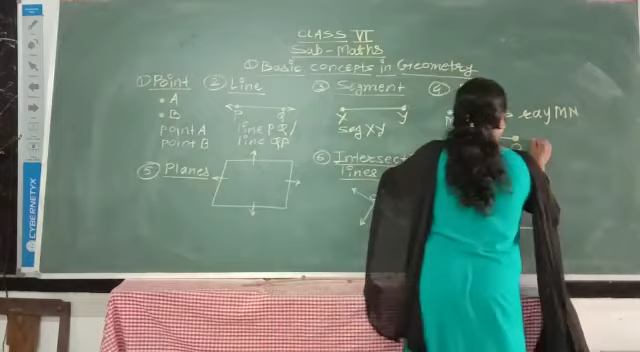 CLASS VI
Sub-Maths
① Basic concepts in Geometry
① Point
• A
• B
point A
point B
② Line
P Q
line PQ/
line QP
③ Segment
X Y
seg XY
④
M
ray MN
⑤ Planes
⑥ Intersect
lines
CYBERNETYX